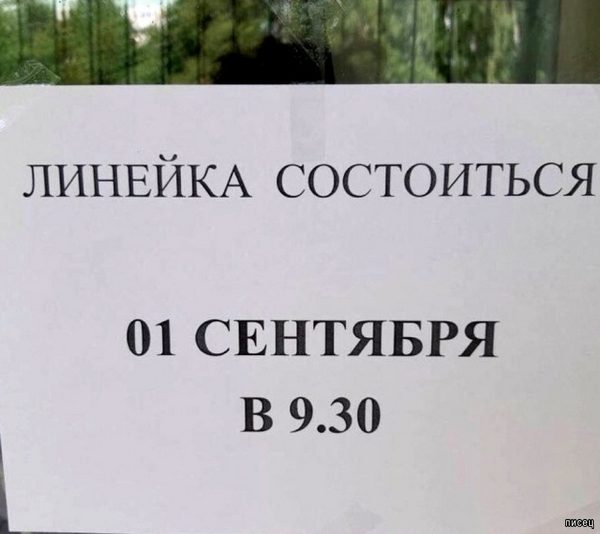 ЛИНЕЙКА СОСТОИТЬСЯ
01 СЕНТЯБРЯ
В 9.30
писец